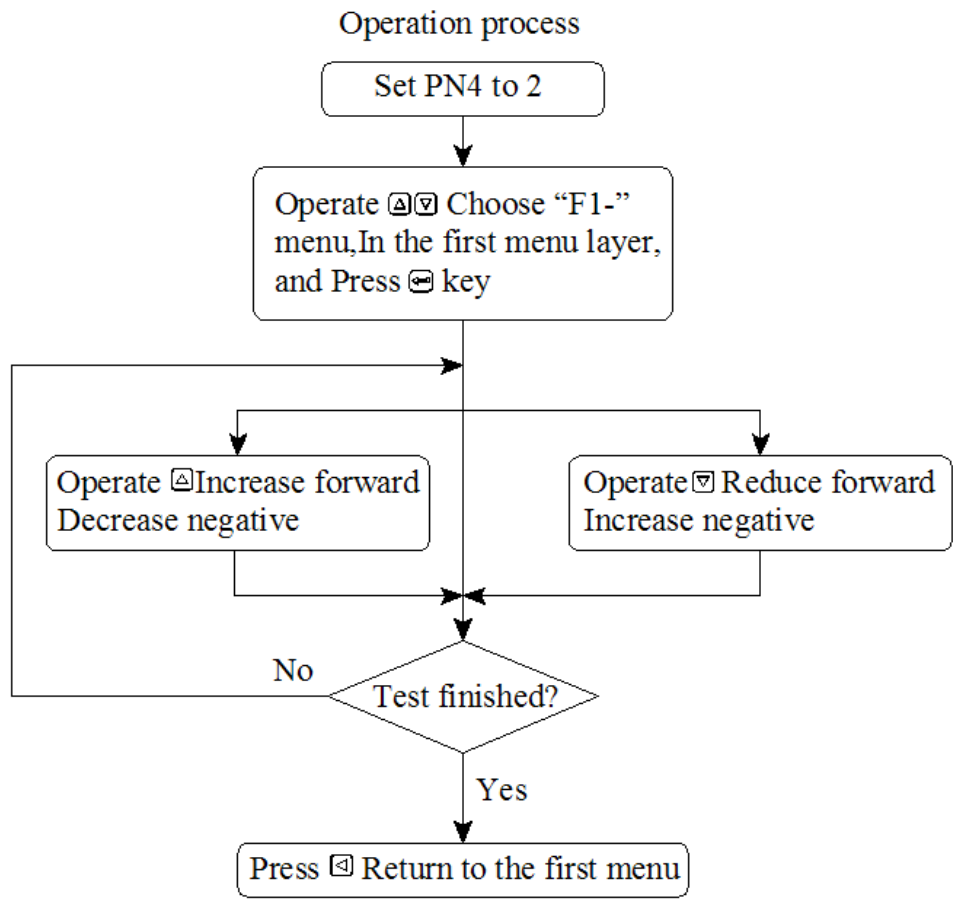 Operation process
Set PN4 to 2
Operate Choose “F1-”
menu,In the first menu layer,
and Press key
Operate Increase forward
Decrease negative
Operate Reduce forward
Increase negative
No
Test finished?
Yes
Press Return to the first menu